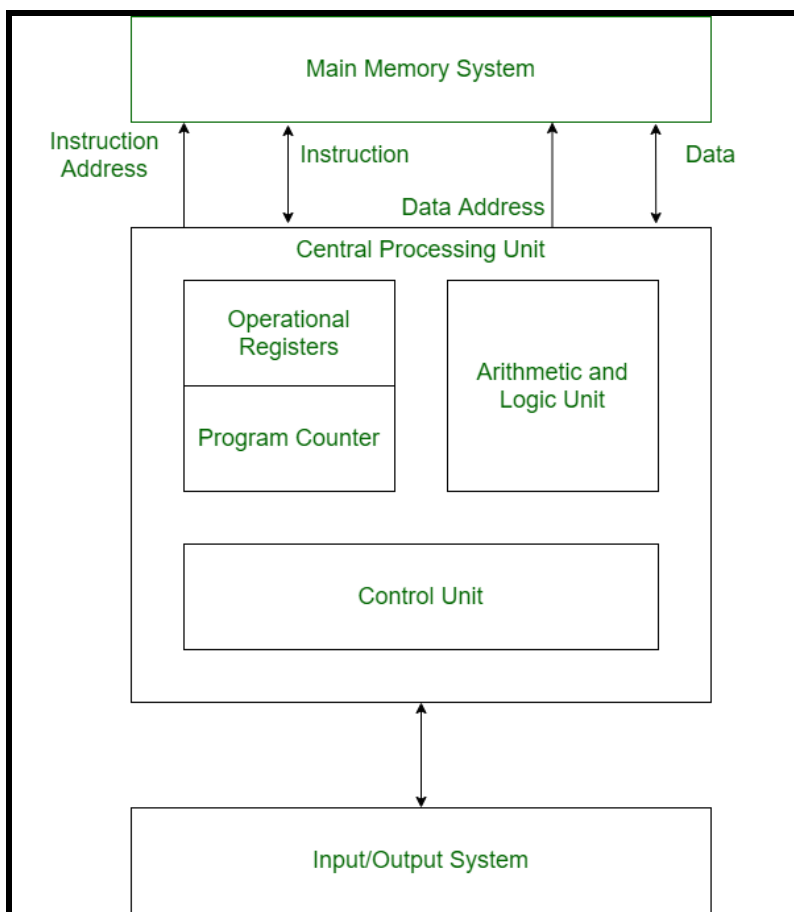 Main Memory System
Instruction
Address
Instruction
Data
Data Address
Central Processing Unit
Operational
Registers
Arithmetic and
Logic Unit
Program Counter
Control Unit
Input/Output System